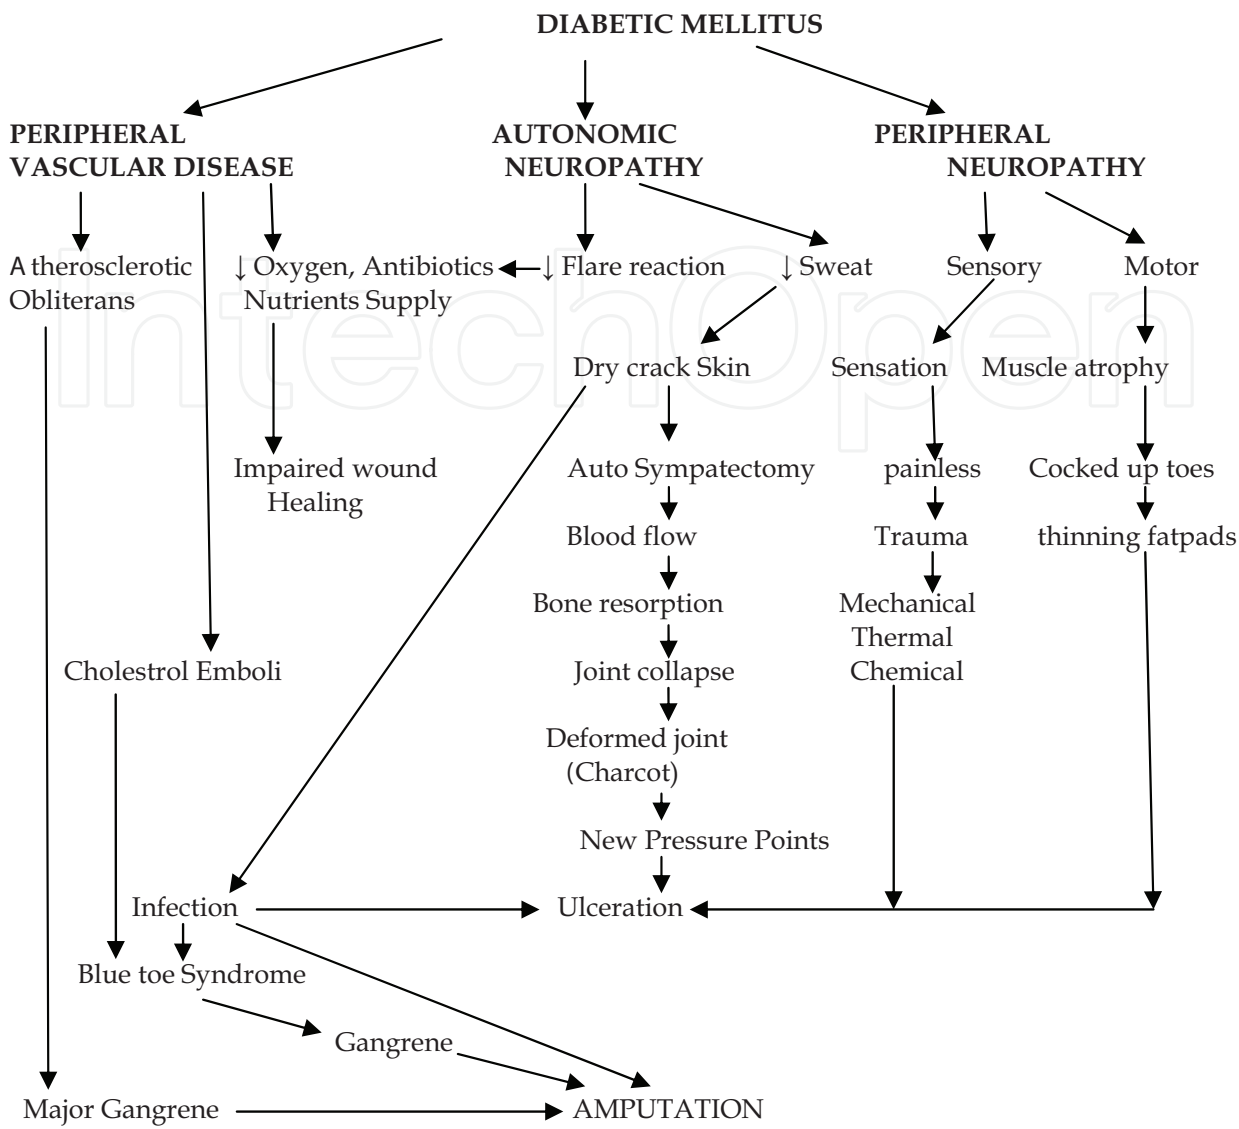 DIABETIC MELLITUS
PERIPHERAL
VASCULAR DISEASE
AUTONOMIC
NEUROPATHY
PERIPHERAL
NEUROPATHY
A therosclerotic
Obliterans
↓ Oxygen, Antibiotics
Nutrients Supply
↓ Flare reaction
↓ Sweat
Sensory
Motor
Dry crack Skin
Sensation
Muscle atrophy
Impaired wound
Healing
Auto Sympatectomy
painless
Cocked up toes
Blood flow
Trauma
thinning fatpads
Bone resorption
Mechanical
Thermal
Chemical
Cholestrol Emboli
Joint collapse
Deformed joint
(Charcot)
New Pressure Points
Infection
Ulceration
Blue toe Syndrome
Gangrene
Major Gangrene
AMPUTATION
IntechOpen